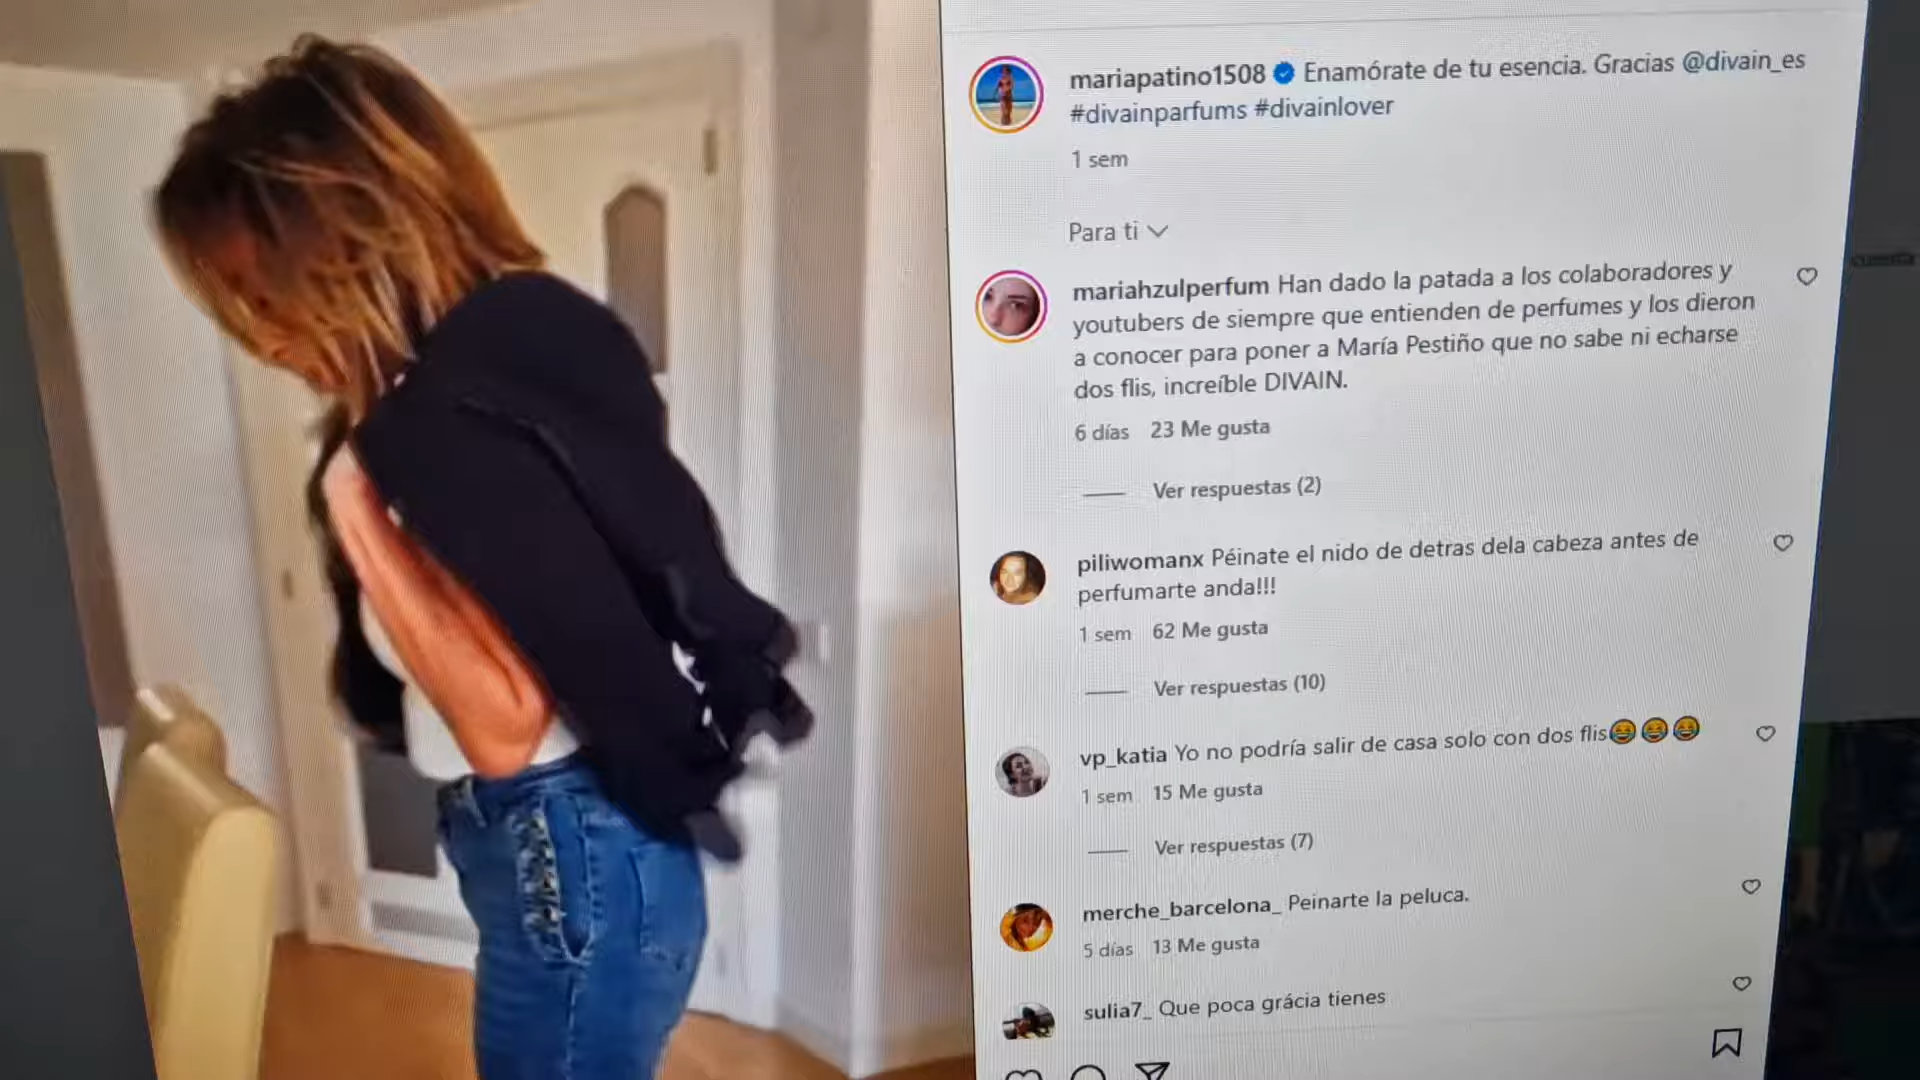 mariapatino1508 Enamórate de tu esencia. Gracias @divain_es
#divainparfums #divainlover
1 sem
Para ti
mariahzulperfum Han dado la patada a los colaboradores y
youtubers de siempre que entienden de perfumes y los dieron
a conocer para poner a María Pestiño que no sabe ni echarse
dos flis, increíble DIVAIN.
6 días 23 Me gusta
Ver respuestas (2)
piliwomanx Péinate el nido de detras dela cabeza antes de
perfumarte anda!!!
1 sem 62 Me gusta
Ver respuestas (10)
vp_katia Yo no podría salir de casa solo con dos flis😂😂😂
1 sem 15 Me gusta
Ver respuestas (7)
merche_barcelona_ Peinarte la peluca.
5 días 13 Me gusta
sulia7_ Que poca grácia tienes